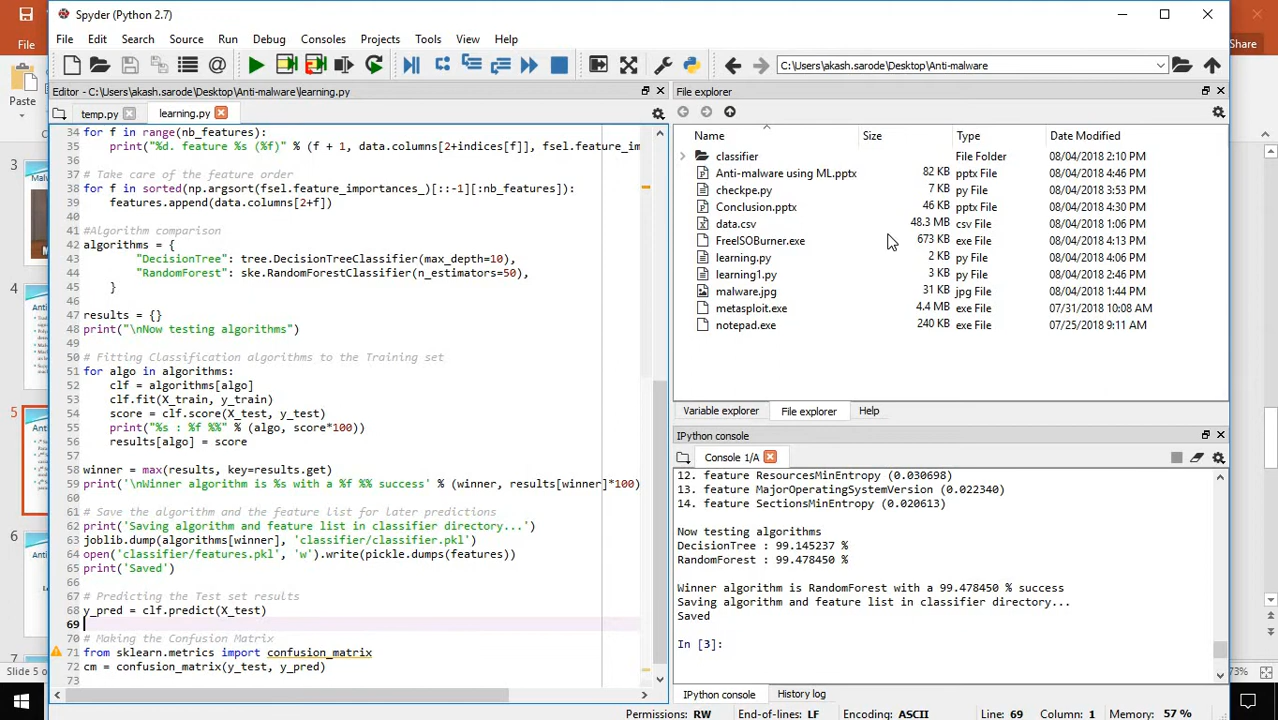 Spyder (Python 2.7)
File
Edit
Search
Source
Run
Debug
Consoles
Projects
Tools
View
Help
File
Share
Paste
C:\Users\akash.sarode\Desktop\Anti-malware
Editor - C:\Users\akash.sarode\Desktop\Anti-malware\learning.py
temp.py
learning.py
34 for f in range(nb_features):
35 print("%d. feature %s (%f)" % (f + 1, data.columns[2+indices[f]], fsel.feature_im
36
37 # Take care of the feature order
38 for f in sorted(np.argsort(fsel.feature_importances_)[::-1][:nb_features]):
39 features.append(data.columns[2+f])
40
41 #Algorithm comparison
42 algorithms = {
43 "DecisionTree": tree.DecisionTreeClassifier(max_depth=10),
44 "RandomForest": ske.RandomForestClassifier(n_estimators=50),
45 }
46
47 results = {}
48 print("\nNow testing algorithms")
49
50 # Fitting Classification algorithms to the Training set
51 for algo in algorithms:
52 clf = algorithms[algo]
53 clf.fit(X_train, y_train)
54 score = clf.score(X_test, y_test)
55 print("%s : %f %%" % (algo, score*100))
56 results[algo] = score
57
58 winner = max(results, key=results.get)
59 print('\nWinner algorithm is %s with a %f %% success' % (winner, results[winner]*100)
60
61 # Save the algorithm and the feature list for later predictions
62 print('Saving algorithm and feature list in classifier directory...')
63 joblib.dump(algorithms[winner], 'classifier/classifier.pkl')
64 open('classifier/features.pkl', 'w').write(pickle.dumps(features))
65 print('Saved')
66
67 # Predicting the Test set results
68 y_pred = clf.predict(X_test)
69
70 # Making the Confusion Matrix
71 from sklearn.metrics import confusion_matrix
72 cm = confusion_matrix(y_test, y_pred)
73
File explorer
Name
Size
Type
Date Modified
classifier File Folder 08/04/2018 2:10 PM
Anti-malware using ML.pptx 82 KB pptx File 08/04/2018 4:46 PM
checkpe.py 7 KB py File 08/04/2018 3:53 PM
Conclusion.pptx 46 KB pptx File 08/04/2018 4:30 PM
data.csv 48.3 MB csv File 08/04/2018 1:06 PM
FreeISOBurner.exe 673 KB exe File 08/04/2018 4:13 PM
learning.py 2 KB py File 08/04/2018 4:06 PM
learning1.py 3 KB py File 08/04/2018 2:46 PM
malware.jpg 31 KB jpg File 08/04/2018 1:44 PM
metasploit.exe 4.4 MB exe File 07/31/2018 10:08 AM
notepad.exe 240 KB exe File 07/25/2018 9:11 AM
Variable explorer
File explorer
Help
IPython console
Console 1/A
12. feature ResourcesMinEntropy (0.030698)
13. feature MajorOperatingSystemVersion (0.022340)
14. feature SectionsMinEntropy (0.020613)
Now testing algorithms
DecisionTree : 99.145237 %
RandomForest : 99.478450 %
Winner algorithm is RandomForest with a 99.478450 % success
Saving algorithm and feature list in classifier directory...
Saved
In [3]:
IPython console
History log
Permissions: RW
End-of-lines: LF
Encoding: ASCII
Line: 69
Column: 1
Memory: 57 %
3
4
5
6
7
Slide 5 o
73%